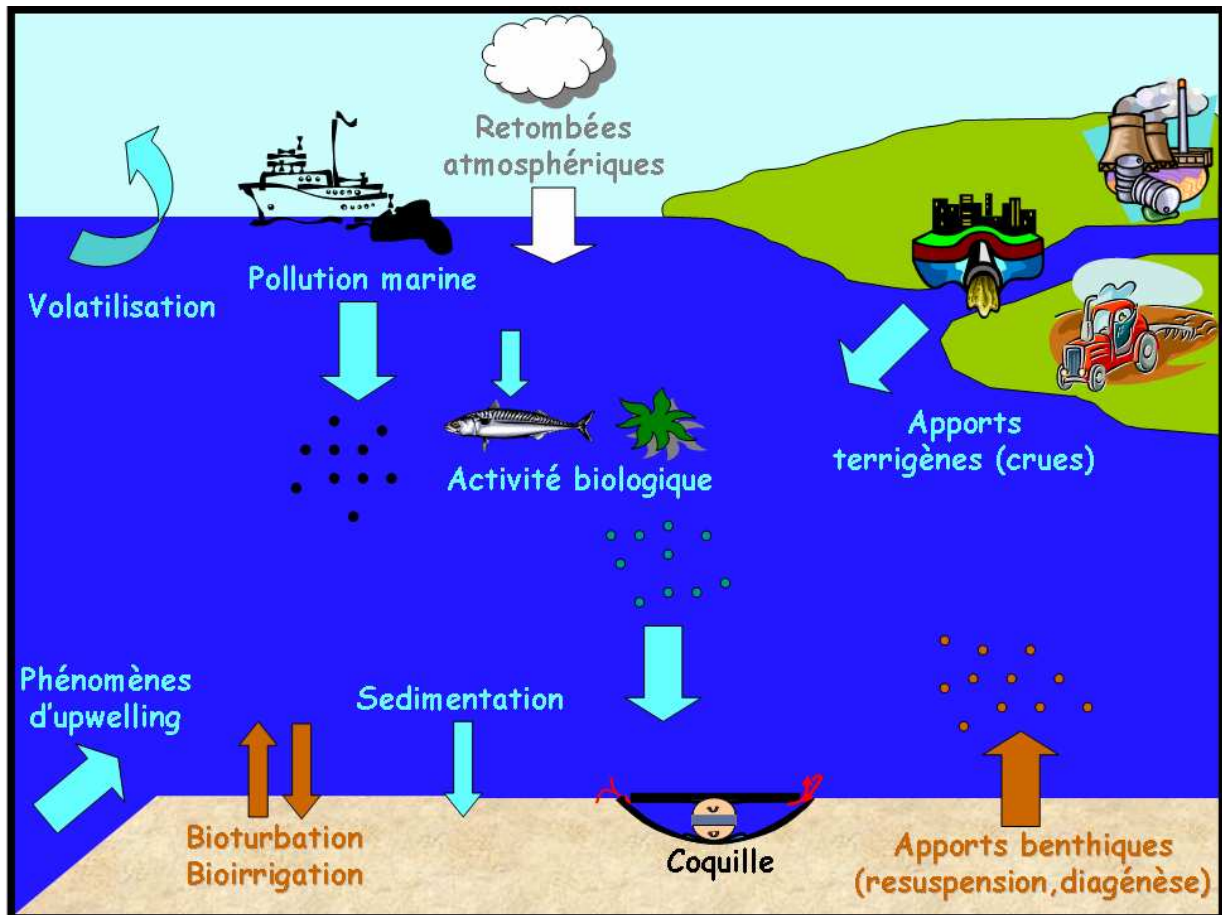 Retombées
atmosphériques
Pollution marine
Volatilisation
Apports
terrigènes (crues)
Activité biologique
Phénomènes
d'upwelling
Sedimentation
Bioturbation
Bioirrigation
Coquille
Apports benthiques
(resuspension,diagénèse)